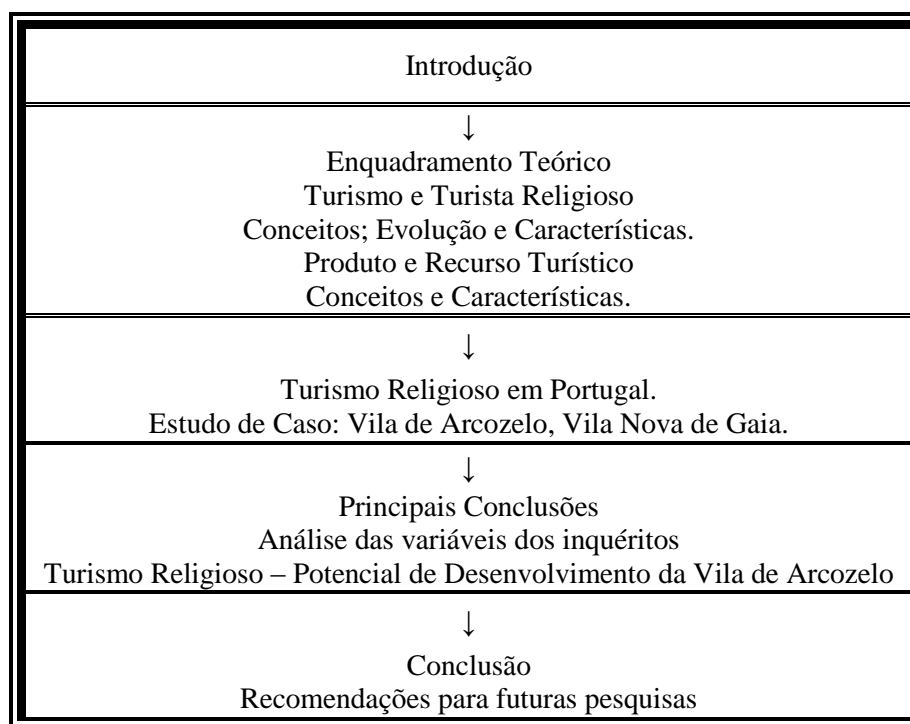 Introdução
↓
Enquadramento Teórico
Turismo e Turista Religioso
Conceitos; Evolução e Características.
Produto e Recurso Turístico
Conceitos e Características.
↓
Turismo Religioso em Portugal.
Estudo de Caso: Vila de Arcozelo, Vila Nova de Gaia.
↓
Principais Conclusões
Análise das variáveis dos inquéritos
Turismo Religioso – Potencial de Desenvolvimento da Vila de Arcozelo
↓
Conclusão
Recomendações para futuras pesquisas